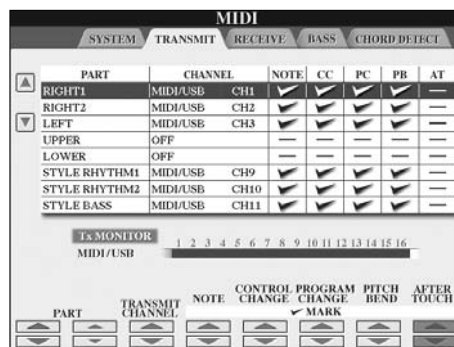 MIDI
SYSTEM TRANSMIT RECEIVE BASS CHORD DETECT
PART CHANNEL NOTE CC PC PB AT
RIGHT1 MIDI/USB CH1
RIGHT2 MIDI/USB CH2
LEFT MIDI/USB CH3
UPPER OFF
LOWER OFF
STYLE RHYTHM1 MIDI/USB CH9
STYLE RHYTHM2 MIDI/USB CH10
STYLE BASS MIDI/USB CH11
Tx MONITOR 1 2 3 4 5 6 7 8 9 10 11 12 13 14 15 16
MIDI/USB
PART TRANSMIT CHANNEL NOTE CONTROL CHANGE PROGRAM CHANGE PITCH BEND AFTER TOUCH
MARK